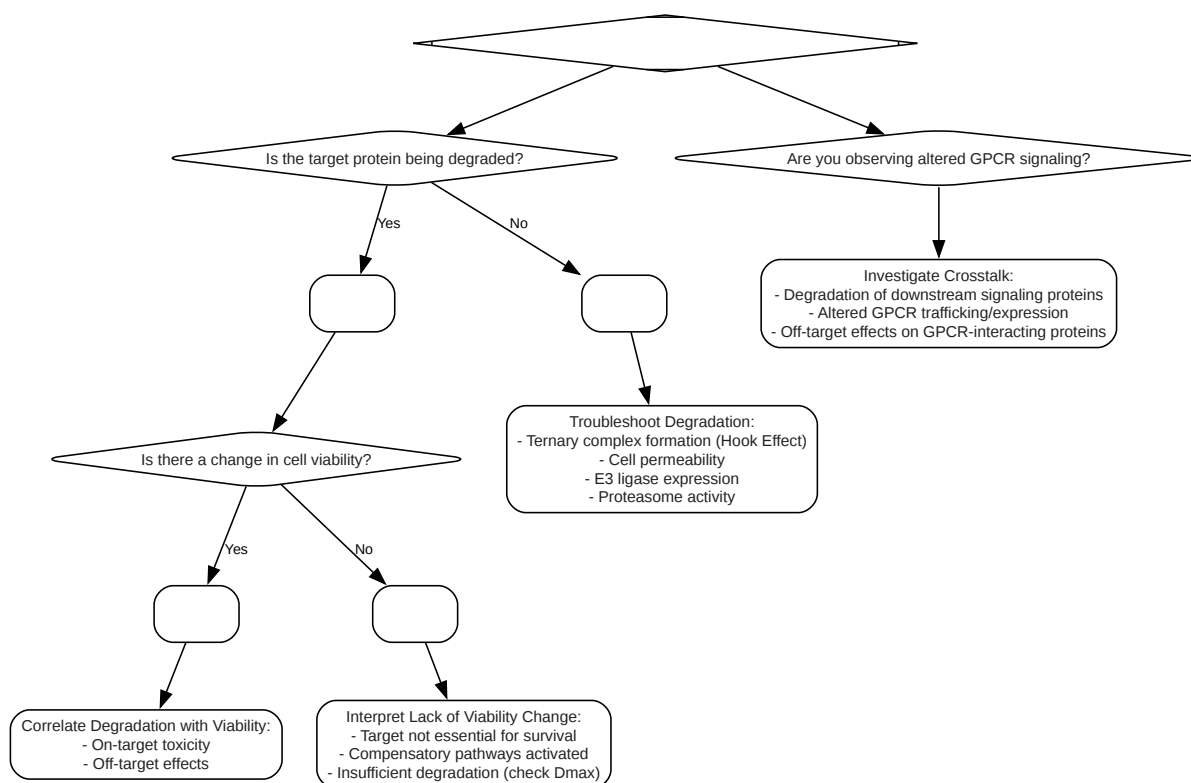 Is the target protein being degraded?
Are you observing altered GPCR signaling?
Yes
No
Investigate Crosstalk:
- Degradation of downstream signaling proteins
- Altered GPCR trafficking/expression
- Off-target effects on GPCR-interacting proteins
Troubleshoot Degradation:
- Ternary complex formation (Hook Effect)
- Cell permeability
- E3 ligase expression
- Proteasome activity
Is there a change in cell viability?
Yes
No
Correlate Degradation with Viability:
- On-target toxicity
- Off-target effects
Interpret Lack of Viability Change:
- Target not essential for survival
- Compensatory pathways activated
- Insufficient degradation (check Dmax)